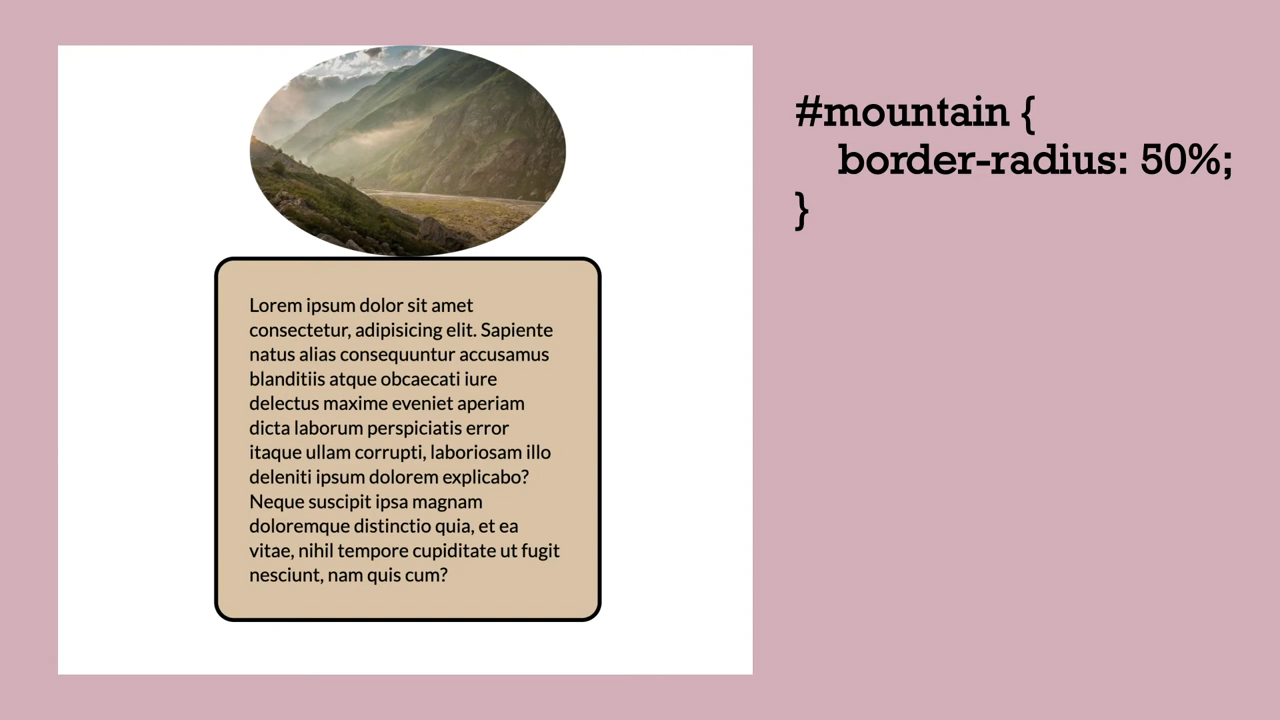 #mountain {
border-radius: 50%;
}
Lorem ipsum dolor sit amet
consectetur, adipisicing elit. Sapiente
natus alias consequuntur accusamus
blanditiis atque obcaecati iure
delectus maxime eveniet aperiam
dicta laborum perspiciatis error
itaque ullam corrupti, laboriosam illo
deleniti ipsum dolorem explicabo?
Neque suscipit ipsa magnam
doloremque distinctio quia, et ea
vitae, nihil tempore cupiditate ut fugit
nesciunt, nam quis cum?